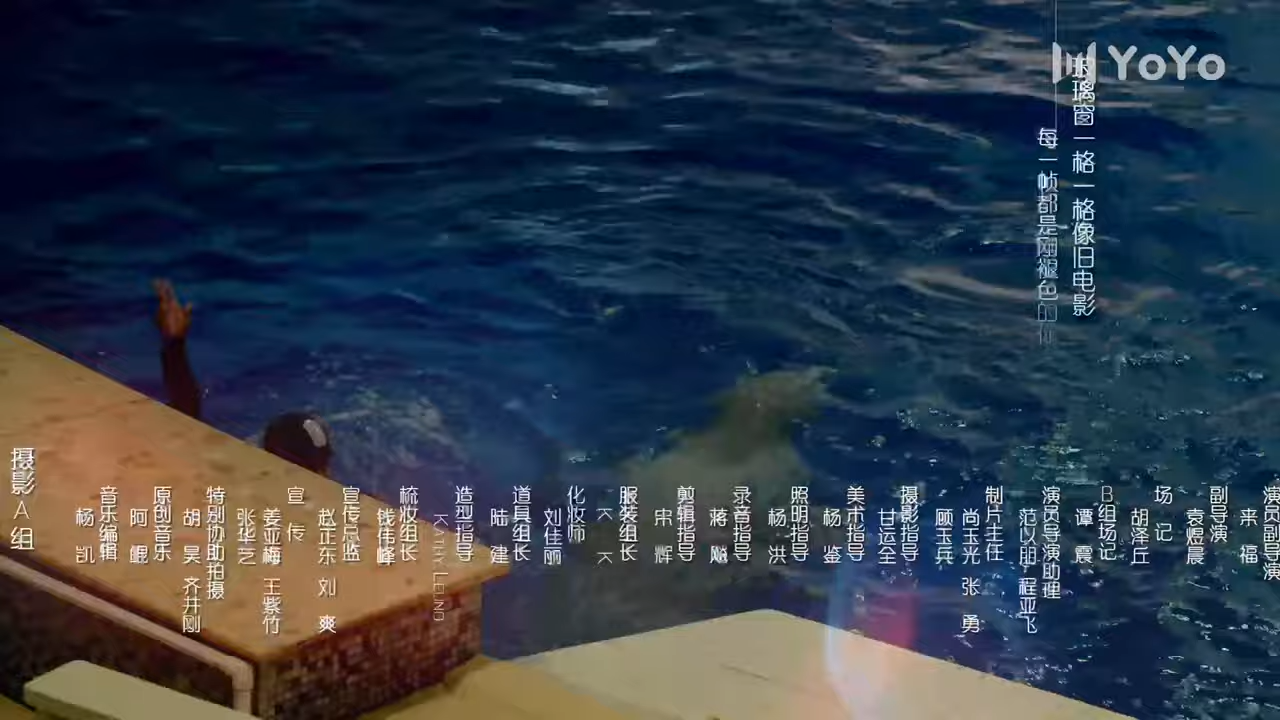 YoYo
玻璃窗一格一格像旧电影
每一帧都是刚褪色的你
演员副导演
来 福
副导演
袁煜晨
场 记
胡泽丘
B组场记
谭 震
演员导演助理
范以朗 程亚飞
制片主任
尚玉光 张 勇
顾玉兵
摄影指导
甘运全
美术指导
杨 鉴
照明指导
杨 洪
录音指导
蒋 飚
剪辑指导
宋 辉
服装组长
K K
化妆师
刘佳丽
道具组长
陆 建
造型指导
KATHY LEUNG
梳妆组长
钱伟峰
宣传总监
赵正东 刘 爽
宣 传
姜亚梅 王紫竹
张华芝
特别协助拍摄
胡 昊 齐井刚
原创音乐
阿 鲲
音乐编辑
杨 凯
摄影A组